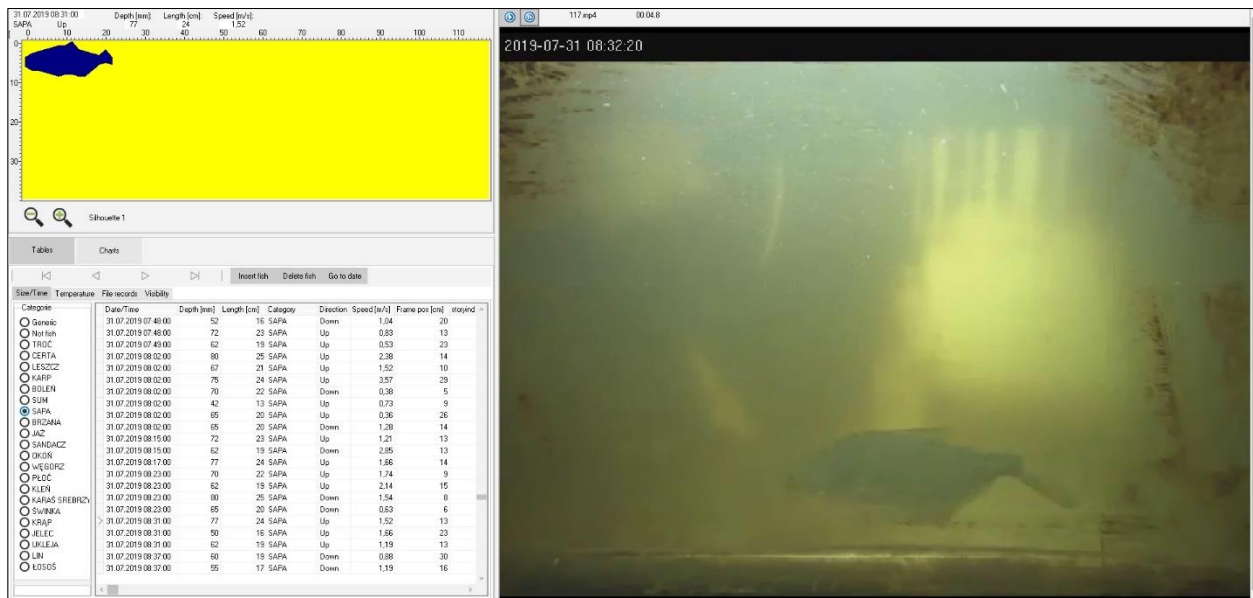 31.07.2019 08:31:00 Depth [mm]: Length [cm]: Speed [m/s]:
SAPA Up 77 24 1,52
0 10 20 30 40 50 60 70 80 90 100 110
0
10
20
30
Silhouette 1
Tables Charts
Insert fish Delete fish Go to date
Size/Time Temperature File records Visibility
Categorie
Generic
Not fish
TROĆ
CERTA
LESZCZ
KARP
BOLEŃ
SUM
SAPA
BRZANA
JAŹ
SANDACZ
OKOŃ
WĘGORZ
PŁOĆ
KLEŃ
KARAŚ SREBRZY
ŚWINKA
KRĄP
JELEC
UKLEJA
LIN
ŁOSOŚ
Date/Time Depth [mm] Length [cm] Category Direction Speed [m/s] Frame pos [cm] storyind
31.07.2019 07:48:00 52 16 SAPA Down 1,04 20
31.07.2019 07:48:00 72 23 SAPA Up 0,83 13
31.07.2019 07:49:00 62 19 SAPA Up 0,53 23
31.07.2019 08:02:00 80 25 SAPA Up 2,38 14
31.07.2019 08:02:00 67 21 SAPA Up 1,52 10
31.07.2019 08:02:00 75 24 SAPA Up 3,57 29
31.07.2019 08:02:00 70 22 SAPA Down 0,38 5
31.07.2019 08:02:00 42 13 SAPA Up 0,73 9
31.07.2019 08:02:00 65 20 SAPA Up 0,36 26
31.07.2019 08:02:00 65 20 SAPA Down 1,28 14
31.07.2019 08:15:00 72 23 SAPA Up 1,21 13
31.07.2019 08:15:00 62 19 SAPA Down 2,85 13
31.07.2019 08:17:00 77 24 SAPA Up 1,66 14
31.07.2019 08:23:00 70 22 SAPA Up 1,74 9
31.07.2019 08:23:00 62 19 SAPA Up 2,14 15
31.07.2019 08:23:00 80 25 SAPA Down 1,54 8
31.07.2019 08:23:00 65 20 SAPA Down 0,63 6
31.07.2019 08:31:00 77 24 SAPA Up 1,52 13
31.07.2019 08:31:00 50 16 SAPA Up 1,66 23
31.07.2019 08:31:00 62 19 SAPA Up 1,19 13
31.07.2019 08:37:00 60 19 SAPA Down 0,88 30
31.07.2019 08:37:00 55 17 SAPA Down 1,19 16
117.mp4 00:04.8
2019-07-31 08:32:20